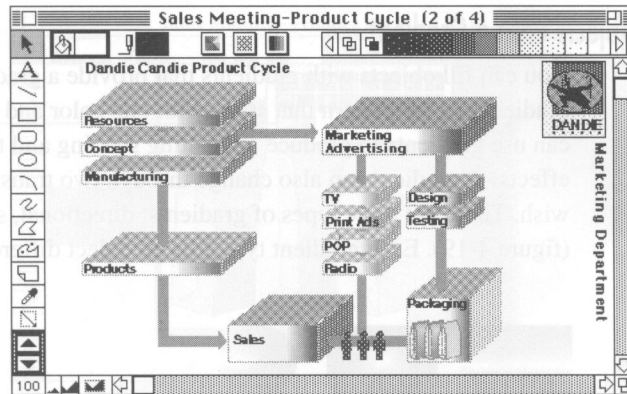 Sales Meeting-Product Cycle (2 of 4)
Dandie Candie Product Cycle
Resources
Concept
Manufacturing
Marketing
Advertising
DANDIE
Marketing Department
TV
Print Ads
POP
Radio
Design
Testing
Products
Packaging
Sales
100